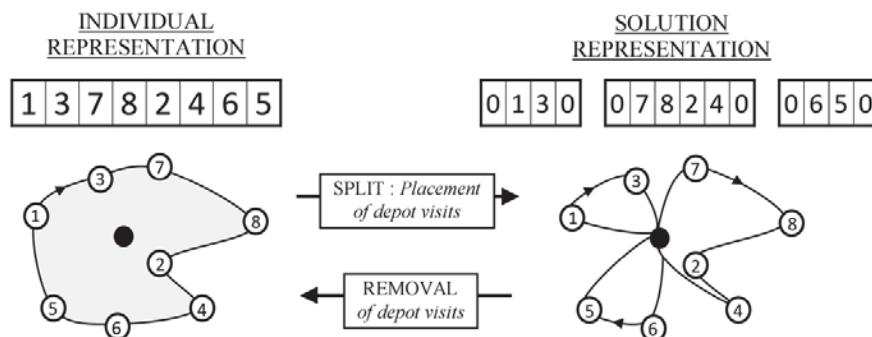 INDIVIDUAL
REPRESENTATION
SOLUTION
REPRESENTATION
1 3 7 8 2 4 6 5
0 1 3 0
0 7 8 2 4 0
0 6 5 0
1
3
7
8
2
4
6
5
SPLIT : Placement
of depot visits
REMOVAL
of depot visits
1
3
7
8
2
4
6
5